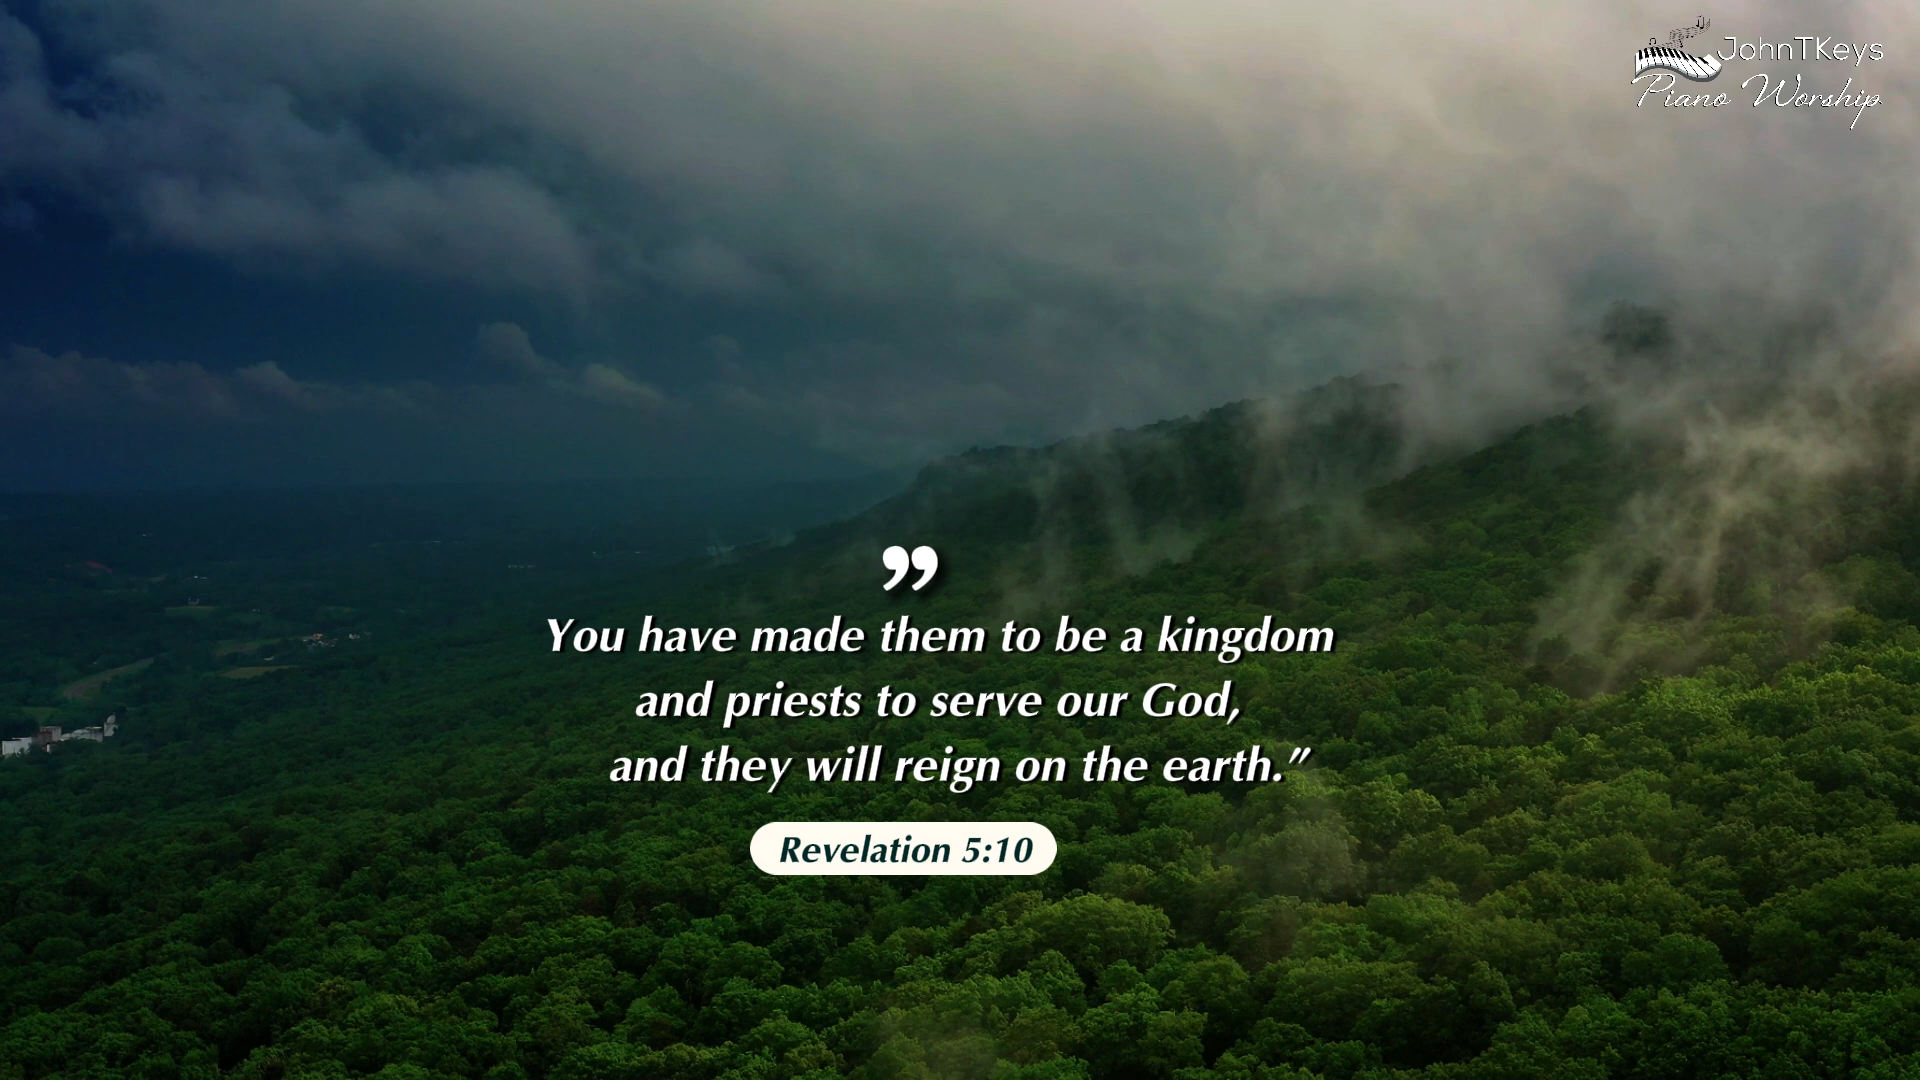 JohnTKeys
Piano Worship
”
You have made them to be a kingdom
and priests to serve our God,
and they will reign on the earth.”
Revelation 5:10